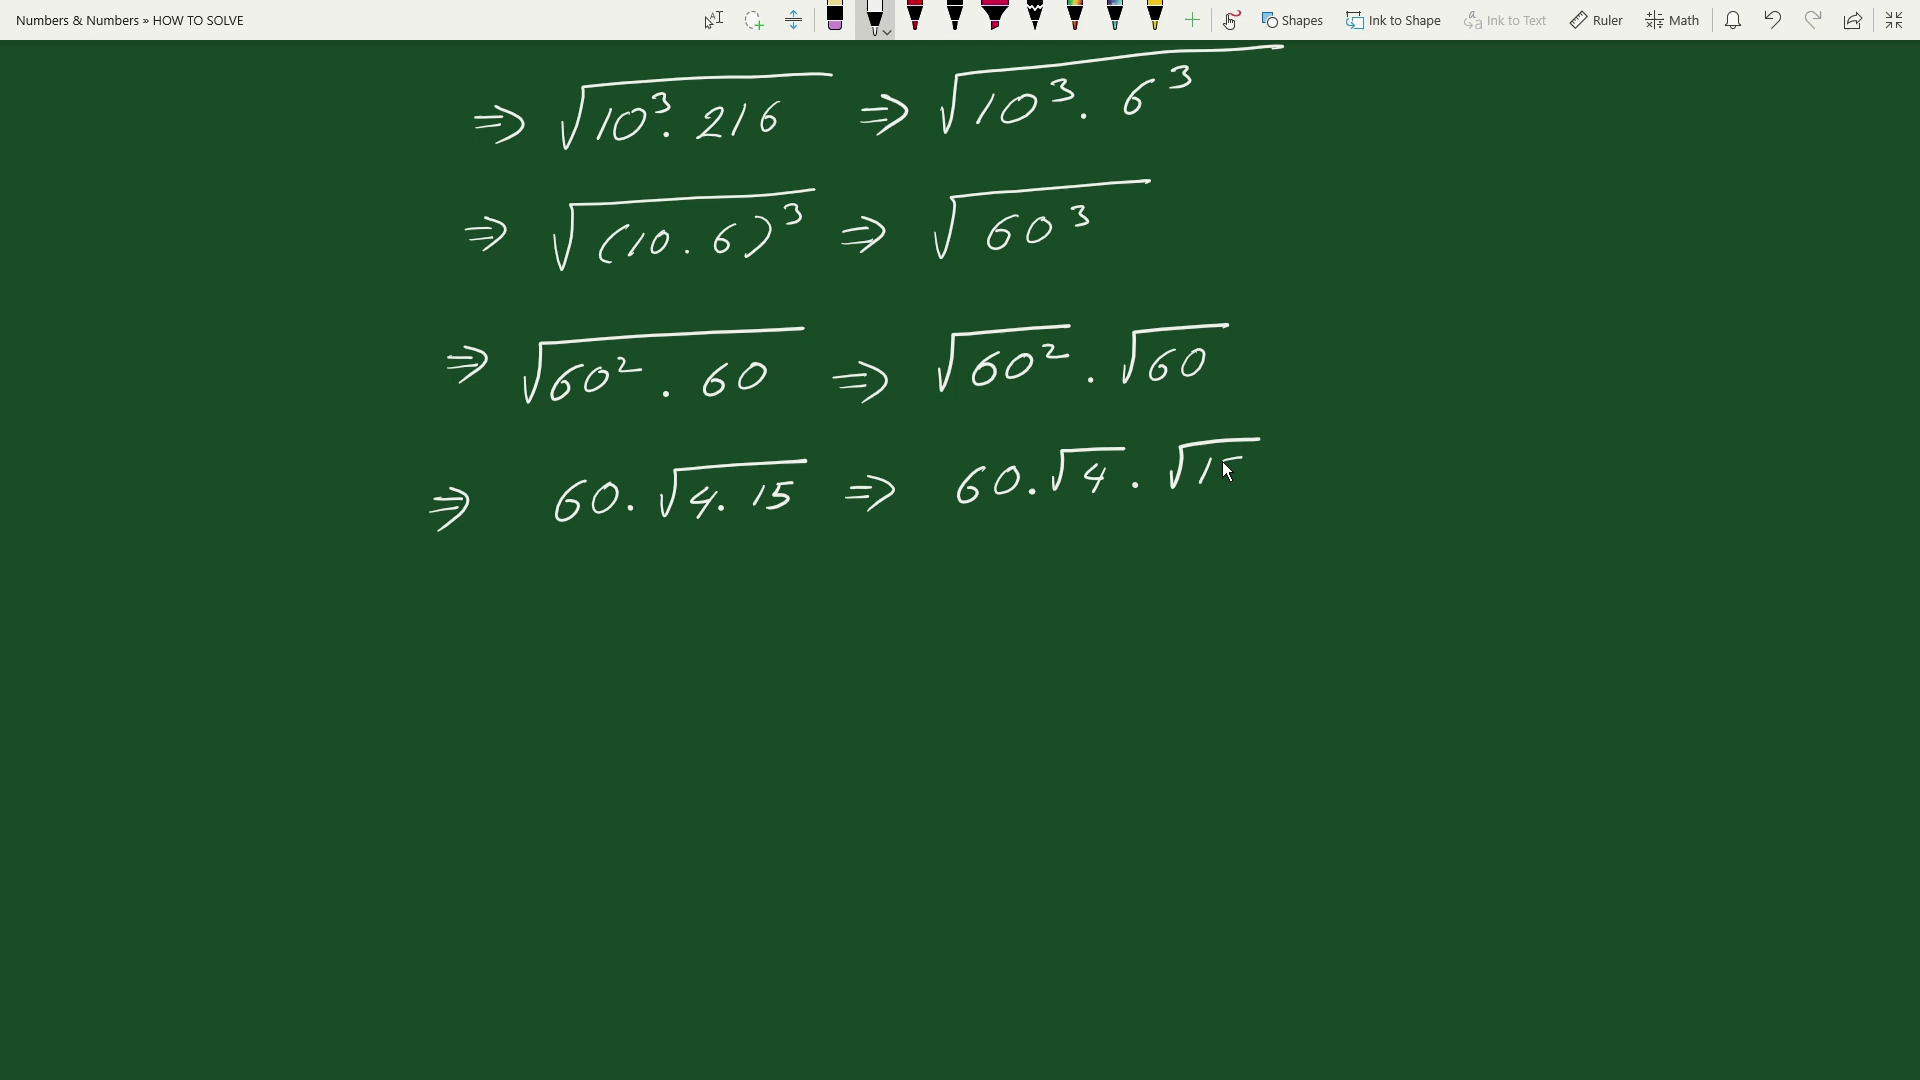 Numbers & Numbers » HOW TO SOLVE Shapes Ink to Shape Ink to Text Ruler Math
⇒ √(10³ . 216) ⇒ √(10³ . 6³)
⇒ √((10 . 6)³) ⇒ √(60³)
⇒ √(60² . 60) ⇒ √(60²) . √60
⇒ 60 . √(4 . 15) ⇒ 60 . √4 . √15